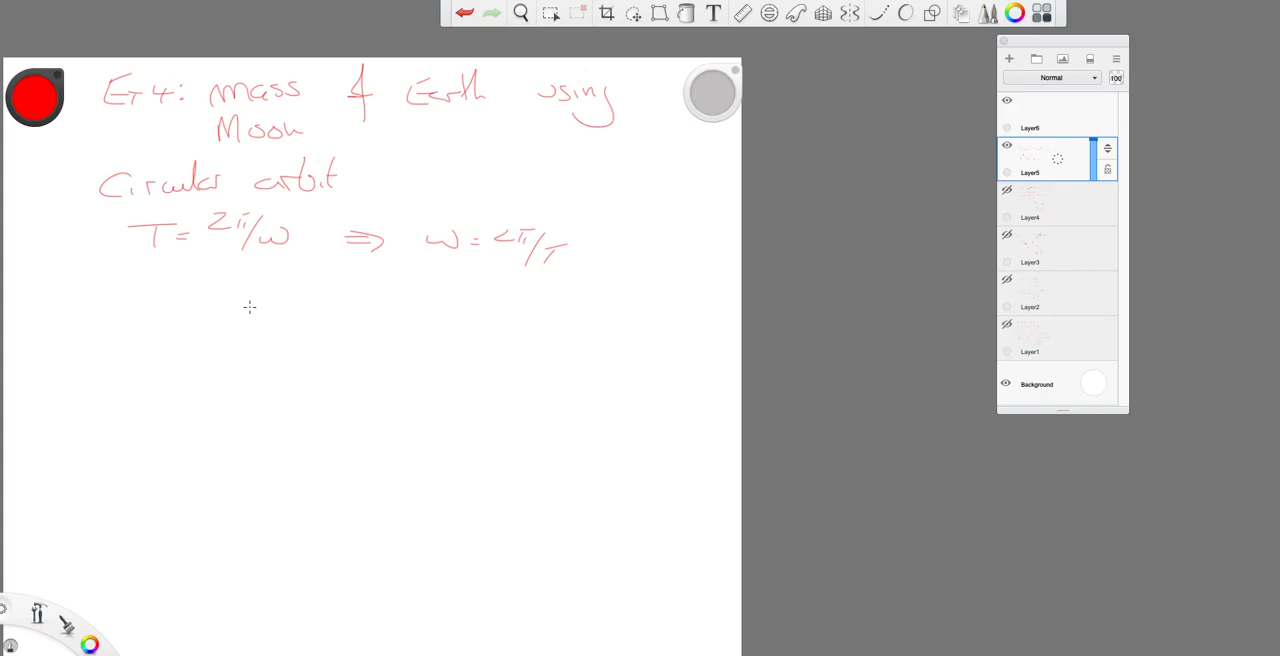 Ex 4: Mass of Earth using
Moon
Circular orbit
T = 2π/ω ⇒ ω = 2π/T
T
Normal
100
Layer6
Layer5
Layer4
Layer3
Layer2
Layer1
Background